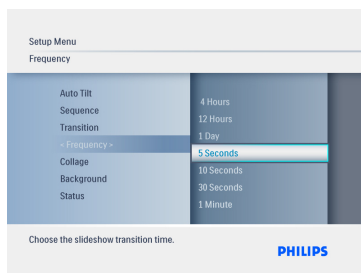 Setup Menu
Frequency
Auto Tilt
Sequence
Transition
< Frequency >
Collage
Background
Status
4 Hours
12 Hours
1 Day
5 Seconds
10 Seconds
30 Seconds
1 Minute
Choose the slideshow transition time.
PHILIPS